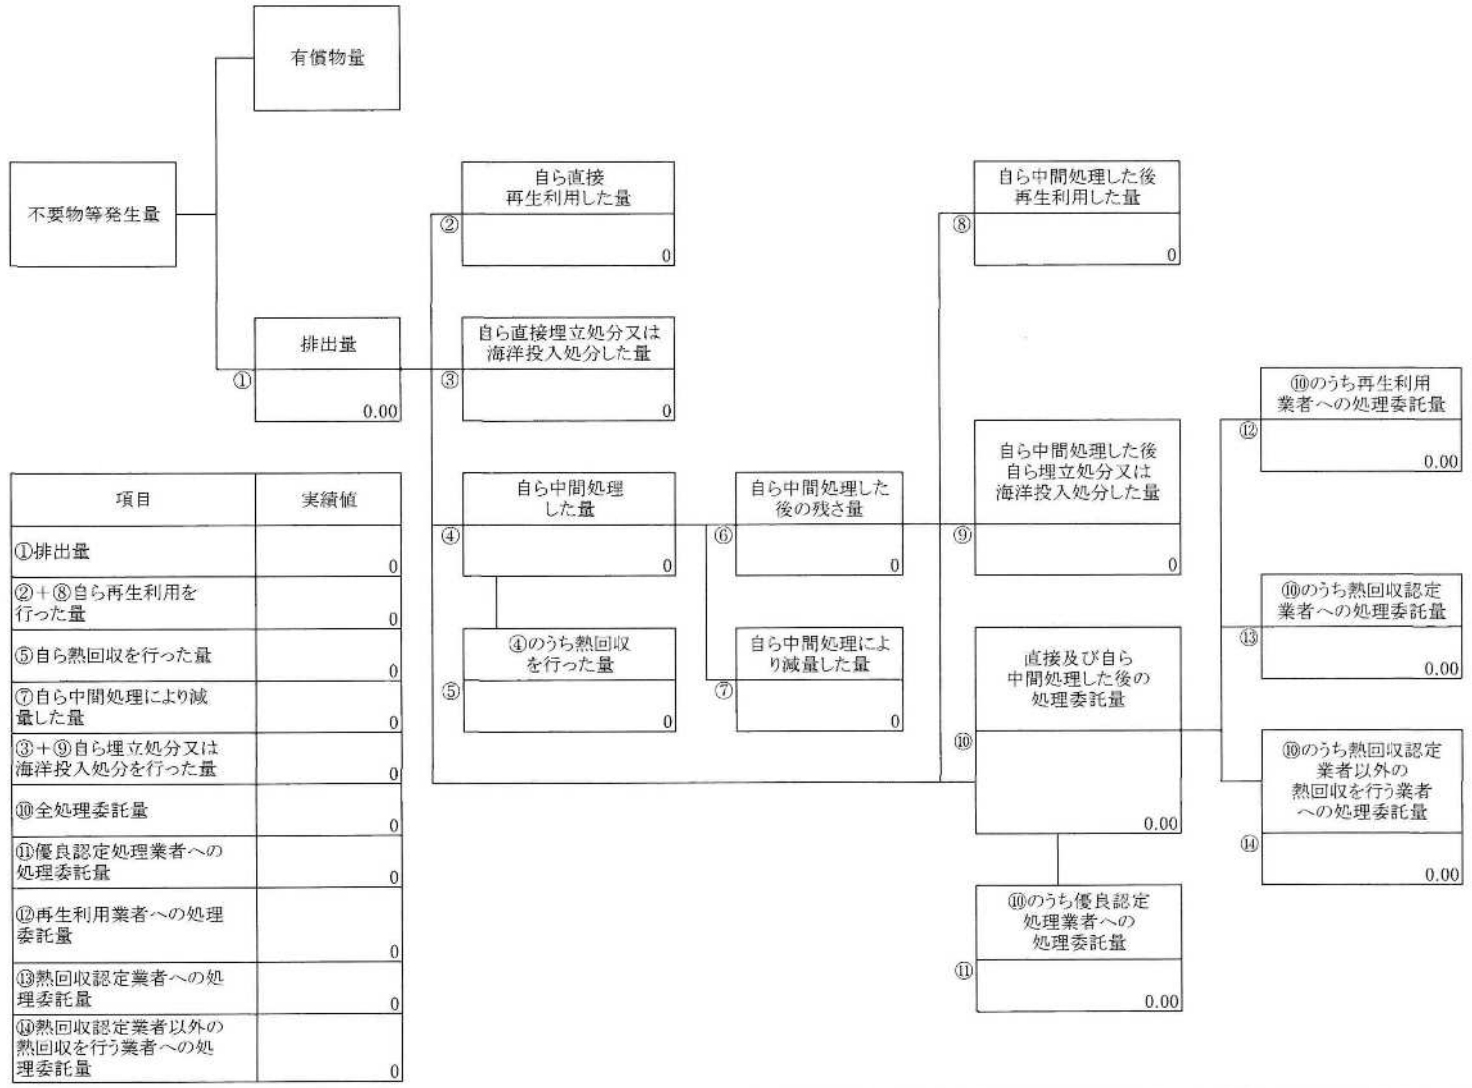 有償物量
不要物等発生量
①
排出量
0.00
②
自ら直接
再生利用した量
0
③
自ら直接埋立処分又は
海洋投入処分した量
0
④
自ら中間処理
した量
0
⑤
④のうち熱回収
を行った量
0
⑥
自ら中間処理した
後の残さ量
0
⑦
自ら中間処理によ
り減量した量
0
⑧
自ら中間処理した後
再生利用した量
0
⑨
自ら中間処理した後
自ら埋立処分又は
海洋投入処分した量
0
⑩
直接及び自ら
中間処理した後の
処理委託量
0.00
⑪
⑩のうち優良認定
処理業者への
処理委託量
0.00
⑫
⑩のうち再生利用
業者への処理委託量
0.00
⑬
⑩のうち熱回収認定
業者への処理委託量
0.00
⑭
⑩のうち熱回収認定
業者以外の
熱回収を行う業者
への処理委託量
0.00
項目 実績値
①排出量
0
②+⑧自ら再生利用を
行った量 0
⑤自ら熱回収を行った量
0
⑦自ら中間処理により減
量した量 0
③+⑨自ら埋立処分又は
海洋投入処分を行った量 0
⑩全処理委託量
0
⑪優良認定処理業者への
処理委託量 0
⑫再生利用業者への処理
委託量 0
⑬熱回収認定業者への処
理委託量 0
⑭熱回収認定業者以外の
熱回収を行う業者への処
理委託量 0